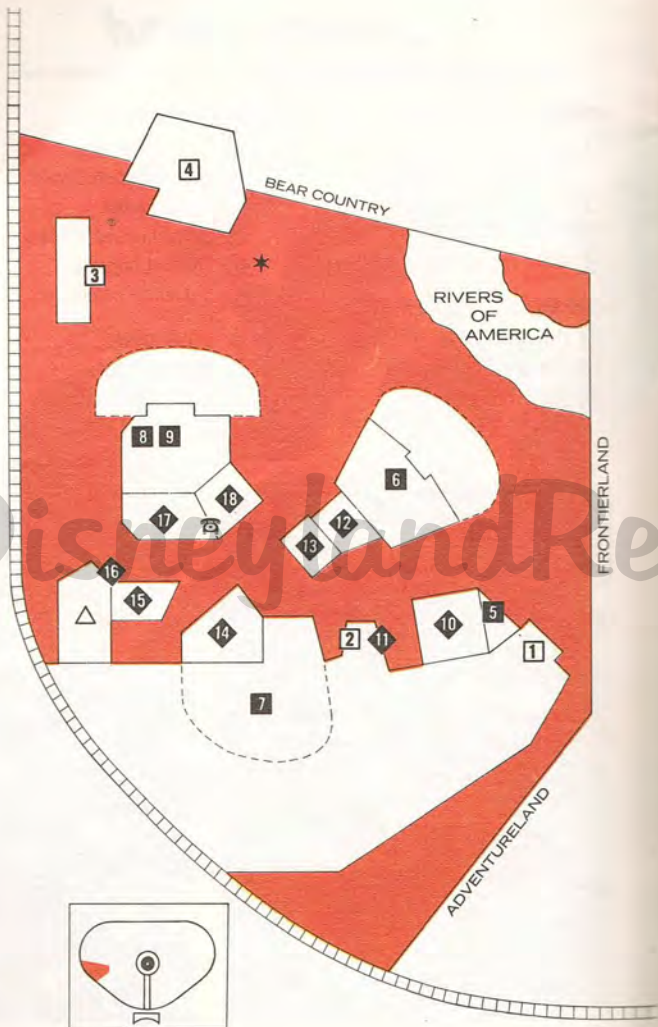 4
BEAR COUNTRY
3
RIVERS
OF
AMERICA
8 9
6
18
FRONTIERLAND
17
12
13
DisneylandRe
16
15
14
10
5
2 11
1
7
ADVENTURELAND